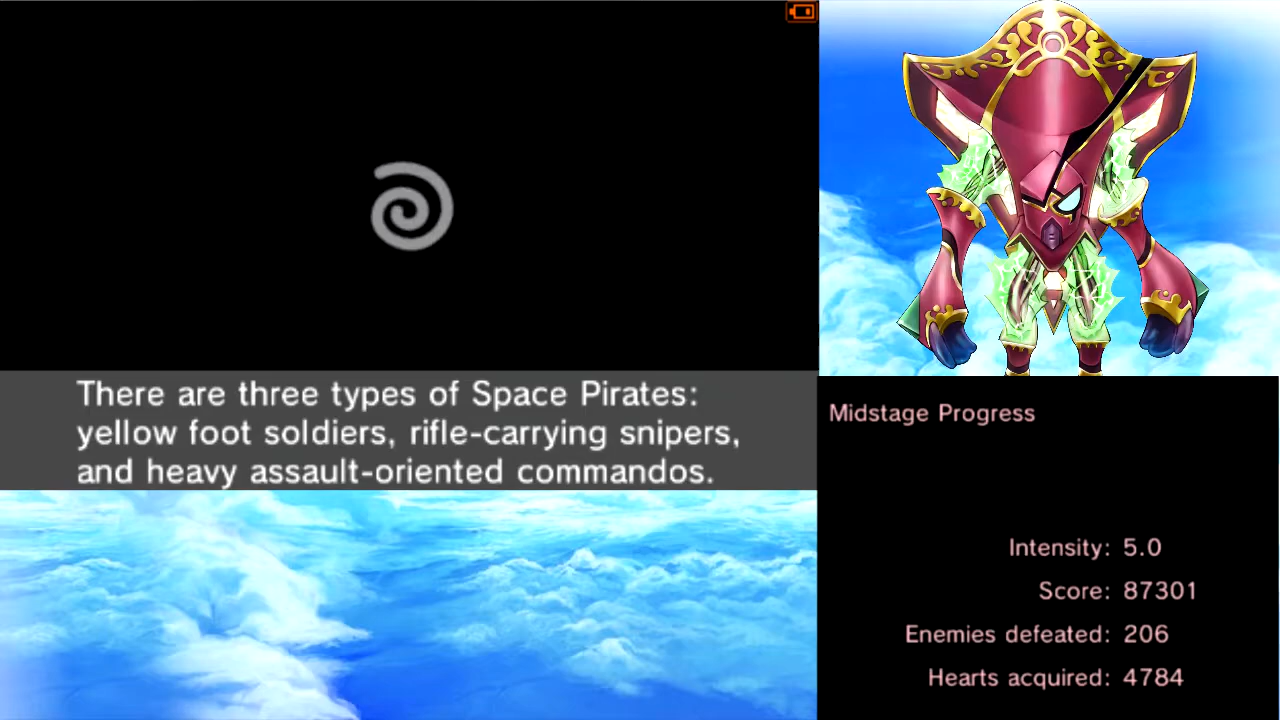 There are three types of Space Pirates:
yellow foot soldiers, rifle-carrying snipers,
and heavy assault-oriented commandos.
Midstage Progress
Intensity: 5.0
Score: 87301
Enemies defeated: 206
Hearts acquired: 4784